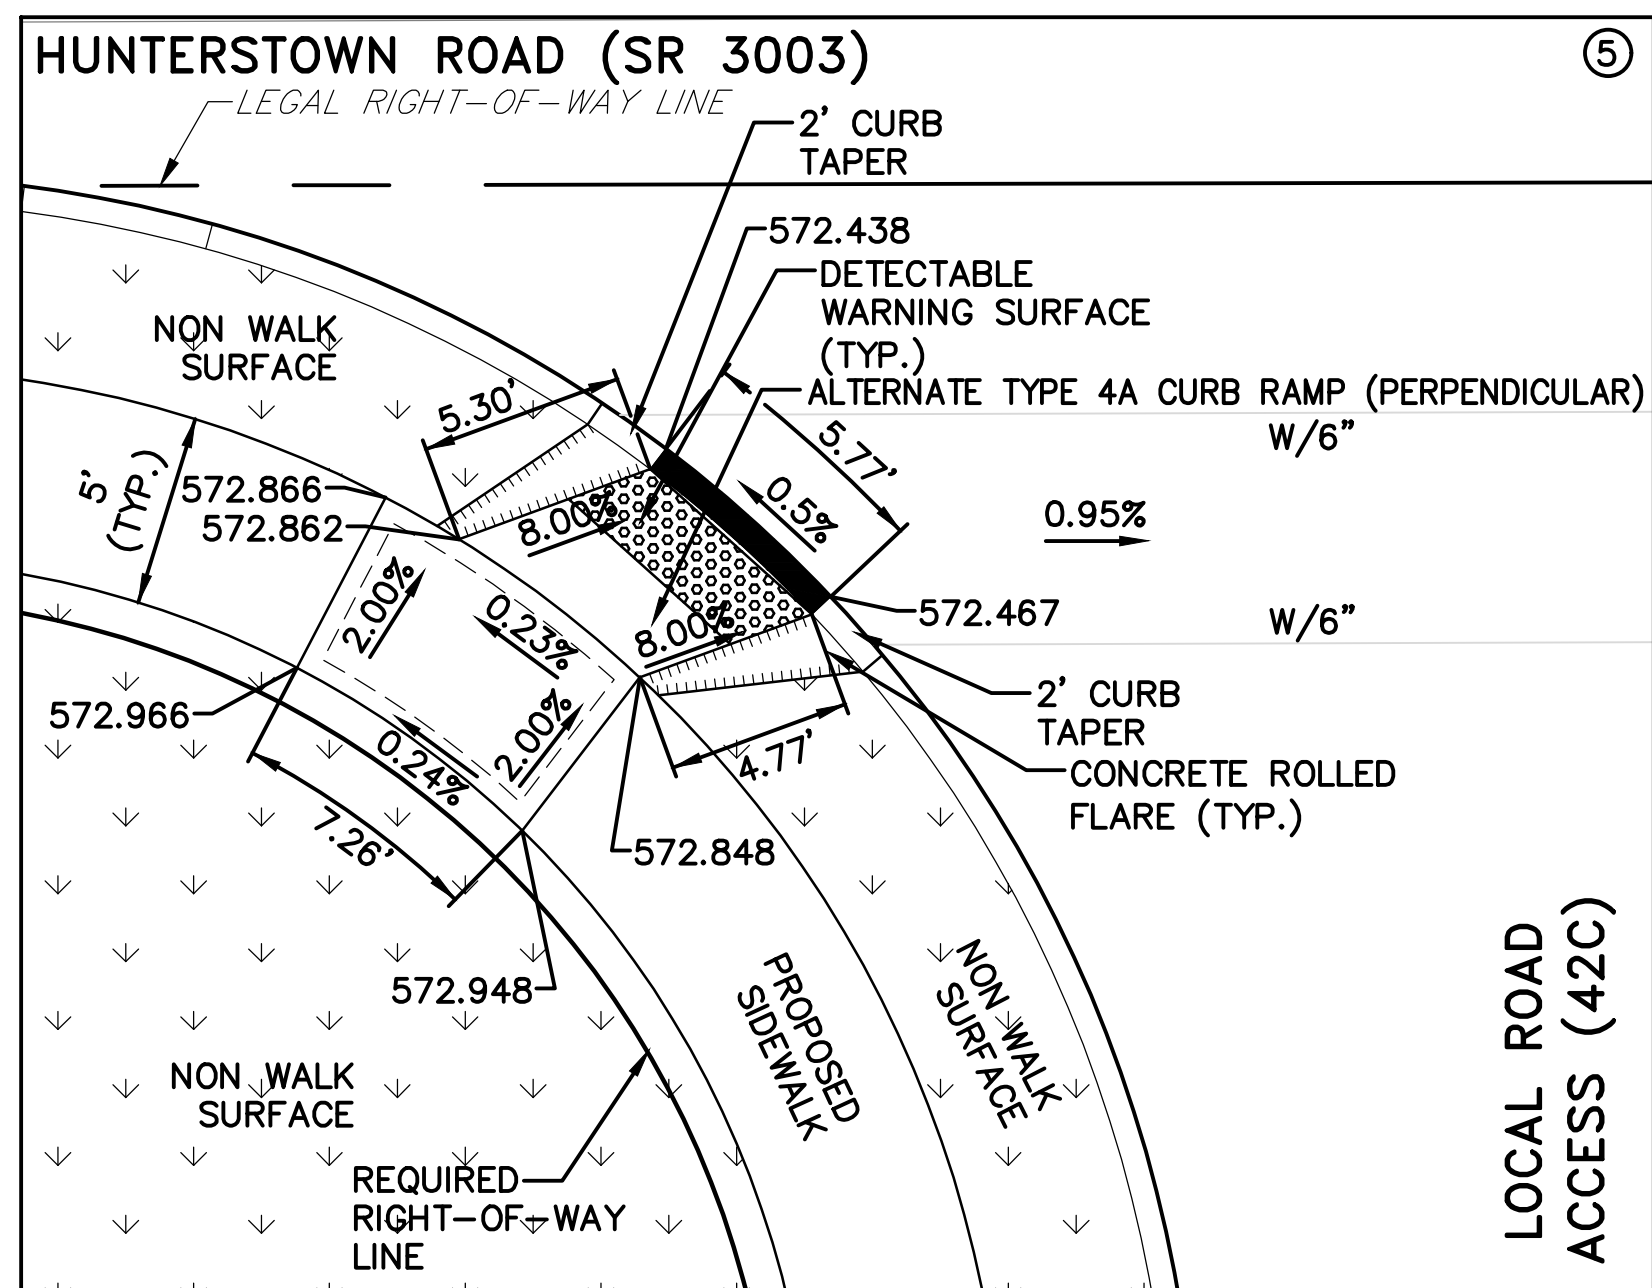 HUNTERSTOWN ROAD (SR 3003)
5
LEGAL RIGHT-OF-WAY LINE
2' CURB
TAPER
572.438
DETECTABLE
WARNING SURFACE
(TYP.)
ALTERNATE TYPE 4A CURB RAMP (PERPENDICULAR)
W/6"
NON WALK
SURFACE
5.30'
5.77'
5'
(TYP.)
572.866
572.862
8.00%
0.5%
0.95%
2.00%
0.23%
8.00%
572.467
W/6"
572.966
2.00%
0.24%
2' CURB
TAPER
4.77'
CONCRETE ROLLED
FLARE (TYP.)
7.26'
572.848
572.948
PROPOSED
SIDEWALK
NON WALK
SURFACE
LOCAL ROAD
ACCESS (42C)
NON WALK
SURFACE
REQUIRED
RIGHT-OF-WAY
LINE